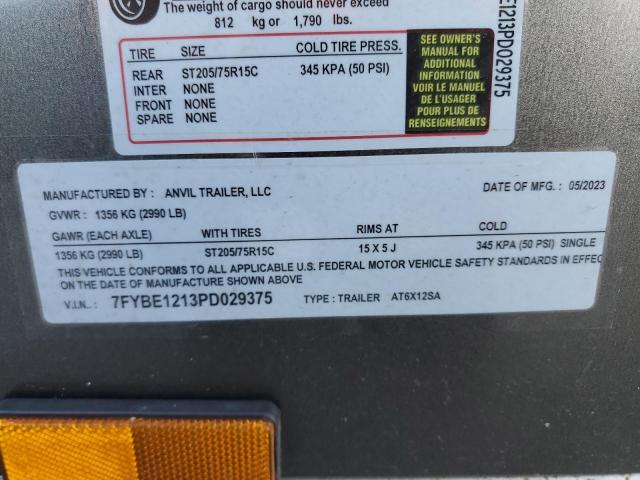 The weight of cargo should never exceed
812 kg or 1,790 lbs.
TIRE SIZE COLD TIRE PRESS.
REAR ST205/75R15C 345 KPA (50 PSI)
INTER NONE
FRONT NONE
SPARE NONE
SEE OWNER'S
MANUAL FOR
ADDITIONAL
INFORMATION
VOIR LE MANUEL
DE L'USAGER
POUR PLUS DE
RENSEIGNEMENTS
E1213PD029375
MANUFACTURED BY: ANVIL TRAILER, LLC DATE OF MFG. : 05/2023
GVWR : 1356 KG (2990 LB)
GAWR (EACH AXLE) WITH TIRES RIMS AT COLD
1356 KG (2990 LB) ST205/75R15C 15 X 5 J 345 KPA (50 PSI) SINGLE
THIS VEHICLE CONFORMS TO ALL APPLICABLE U.S. FEDERAL MOTOR VEHICLE SAFETY STANDARDS IN EFFEC
ON THE DATE OF MANUFACTURE SHOWN ABOVE
V.I.N.: 7FYBE1213PD029375 TYPE : TRAILER AT6X12SA